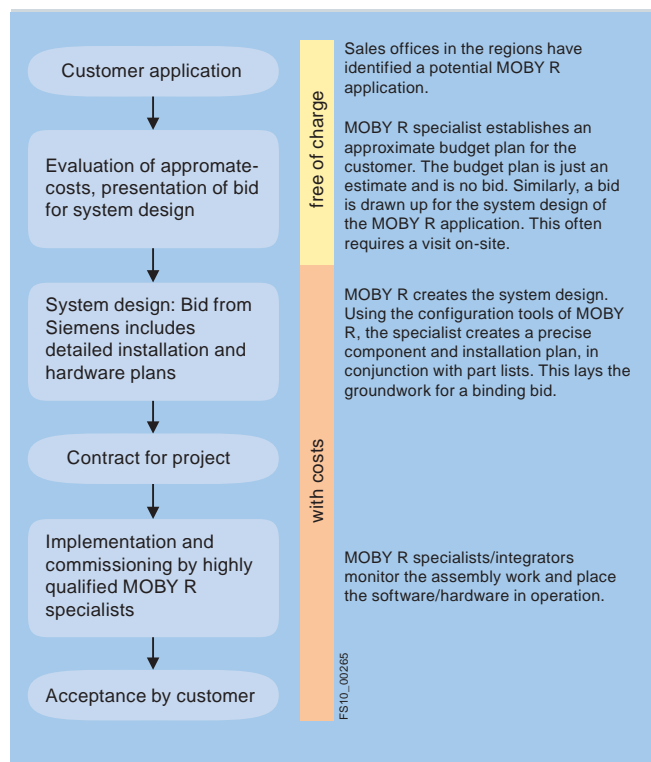 Customer application
Evaluation of appromate-
costs, presentation of bid
for system design
System design: Bid from
Siemens includes
detailed installation and
hardware plans
Contract for project
Implementation and
commissioning by highly
qualified MOBY R
specialists
Acceptance by customer
free of charge
with costs
Sales offices in the regions have
identified a potential MOBY R
application.
MOBY R specialist establishes an
approximate budget plan for the
customer. The budget plan is just an
estimate and is no bid. Similarly, a bid
is drawn up for the system design of
the MOBY R application. This often
requires a visit on-site.
MOBY R creates the system design.
Using the configuration tools of MOBY
R, the specialist creates a precise
component and installation plan, in
conjunction with part lists. This lays the
groundwork for a binding bid.
MOBY R specialists/integrators
monitor the assembly work and place
the software/hardware in operation.
FS10_00265